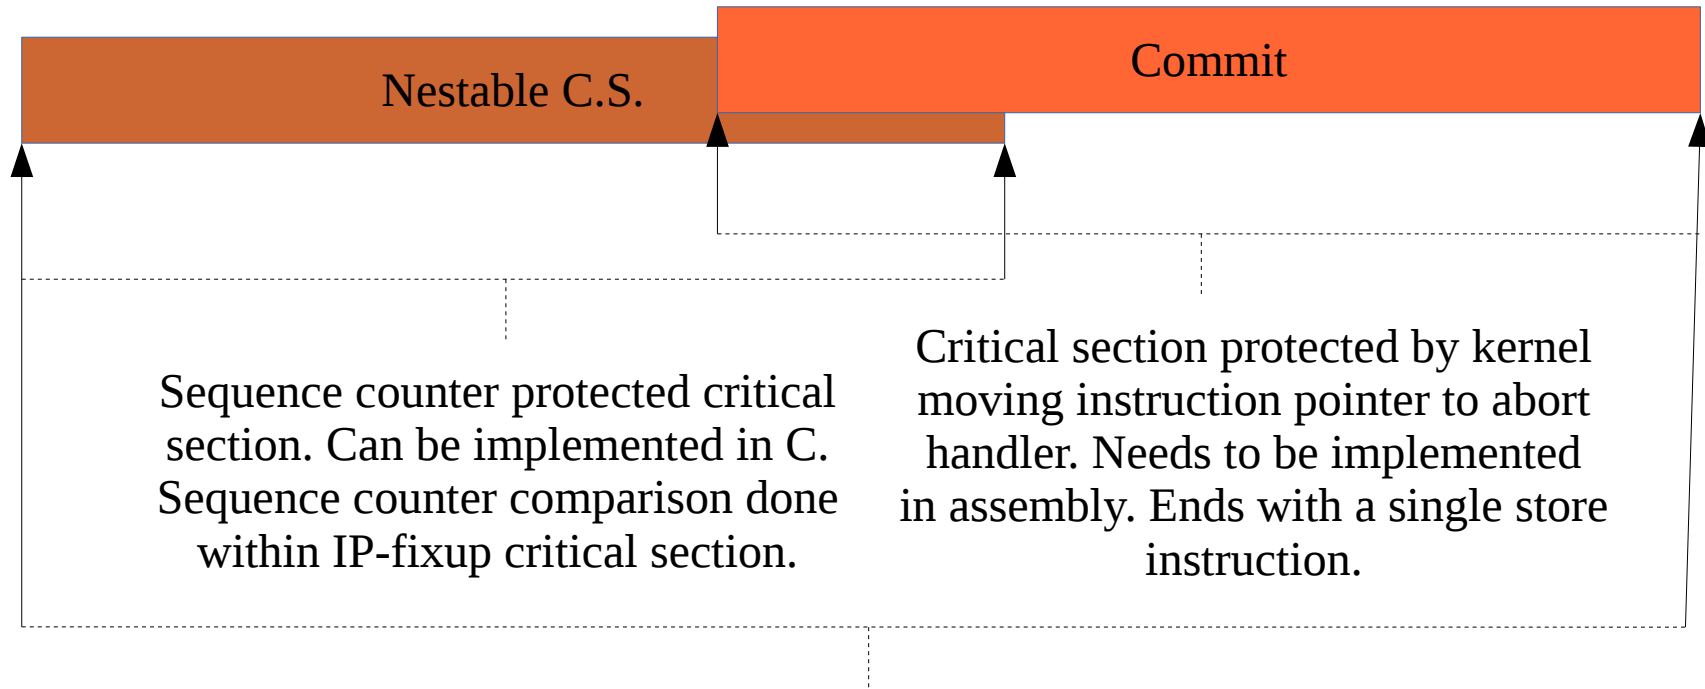 Nestable C.S.
Commit
Sequence counter protected critical
section. Can be implemented in C.
Sequence counter comparison done
within IP-fixup critical section.
Critical section protected by kernel
moving instruction pointer to abort
handler. Needs to be implemented
in assembly. Ends with a single store
instruction.